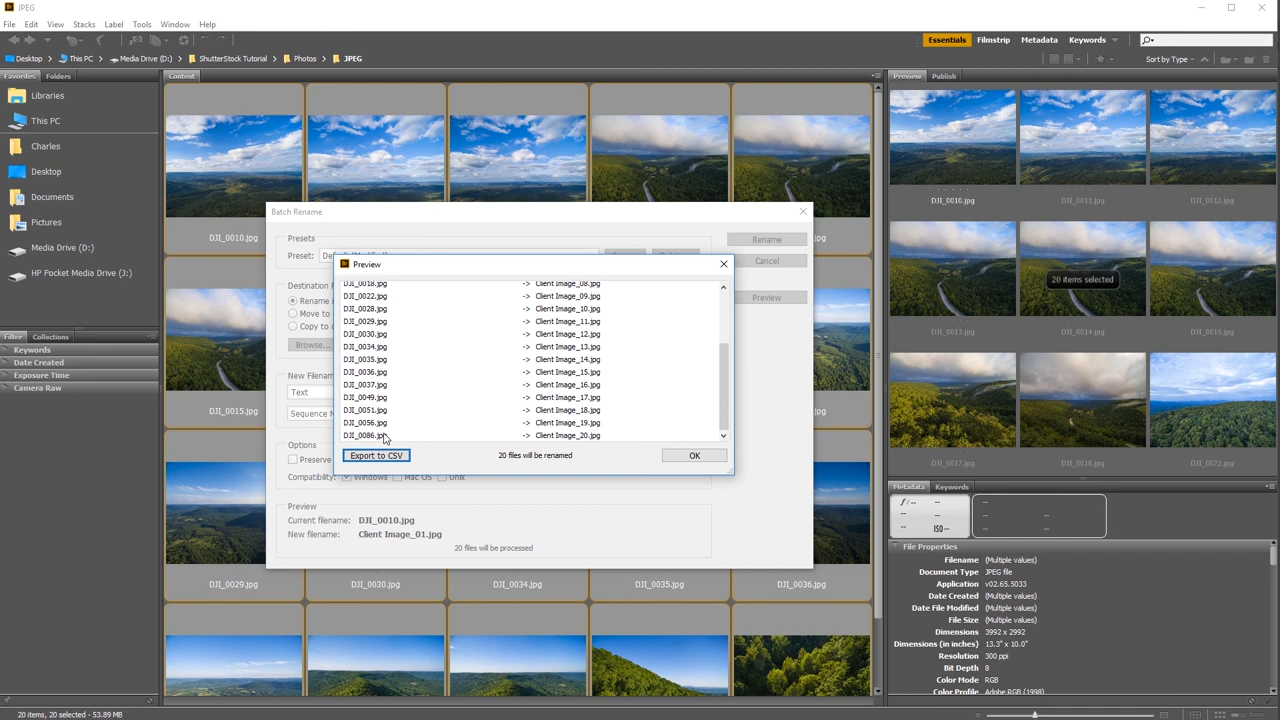 JPEG
File Edit View Stacks Label Tools Window Help
Essentials Filmstrip Metadata Keywords
Desktop This PC Media Drive (D:) ShutterStock Tutorial Photos JPEG
Sort by Type
Favorites Folders
Content
Preview Publish
Libraries
This PC
Charles
Desktop
Documents
Pictures
Media Drive (D:)
HP Pocket Media Drive (J:)
Filter Collections
Keywords
Date Created
Exposure Time
Camera Raw
DJI_0010.jpg
DJI_0015.jpg
DJI_0029.jpg DJI_0030.jpg DJI_0034.jpg DJI_0035.jpg DJI_0036.jpg
Batch Rename
Presets
Preset:
Rename
Cancel
Preview
Browse...
New Filename
Text
Options
Preserve
Compatibility: Windows Mac OS Unix
Preview
Current filename: DJI_0010.jpg
New filename: Client Image_01.jpg
20 files will be processed
Br Preview
DJI_0018.jpg -> Client Image_08.jpg
DJI_0022.jpg -> Client Image_09.jpg
DJI_0028.jpg -> Client Image_10.jpg
DJI_0029.jpg -> Client Image_11.jpg
DJI_0030.jpg -> Client Image_12.jpg
DJI_0034.jpg -> Client Image_13.jpg
DJI_0035.jpg -> Client Image_14.jpg
DJI_0036.jpg -> Client Image_15.jpg
DJI_0037.jpg -> Client Image_16.jpg
DJI_0049.jpg -> Client Image_17.jpg
DJI_0051.jpg -> Client Image_18.jpg
DJI_0056.jpg -> Client Image_19.jpg
DJI_0086.jpg -> Client Image_20.jpg
Export to CSV 20 files will be renamed OK
DJI_0010.jpg DJI_0011.jpg DJI_0012.jpg
20 items selected
DJI_0013.jpg DJI_0014.jpg DJI_0015.jpg
DJI_0017.jpg DJI_0018.jpg DJI_0022.jpg
Metadata Keywords
f/-- --
-- --
-- ISO--
--
-- --
-- --
File Properties
Filename (Multiple values)
Document Type JPEG file
Application v02.65.5033
Date Created (Multiple values)
Date File Modified (Multiple values)
File Size (Multiple values)
Dimensions 3992 x 2992
Dimensions (in inches) 13.3" x 10.0"
Resolution 300 ppi
Bit Depth 8
Color Mode RGB
Color Profile Adobe RGB (1998)
20 items, 20 selected - 53.89 MB